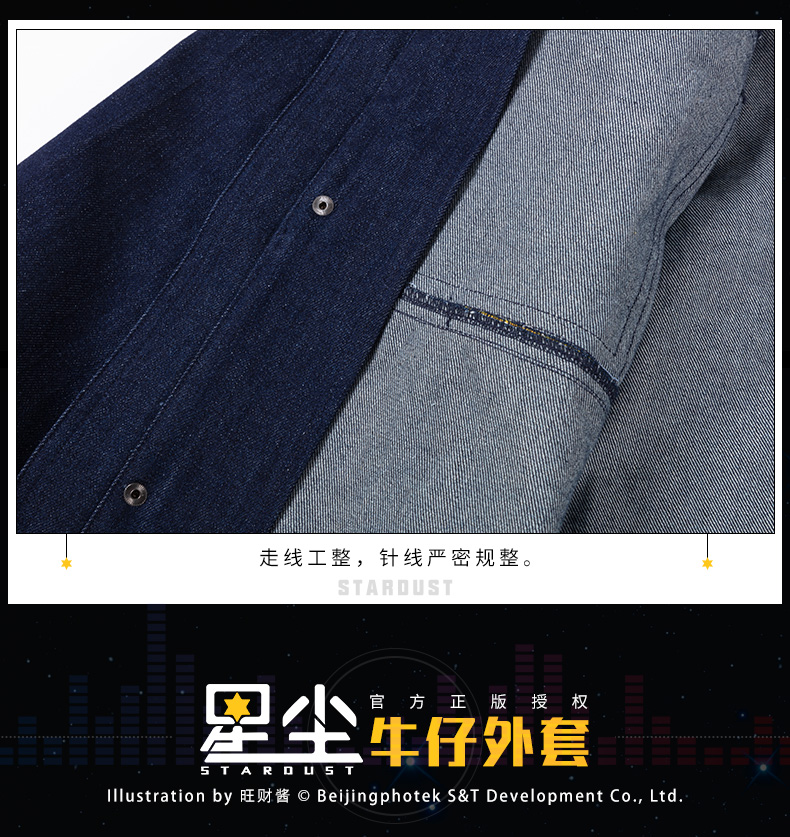 走线工整，针线严密规整。
STARDUST
星尘
STARDUST
官方正版授权
牛仔外套
Illustration by 旺财酱 © Beijingphotek S&T Development Co., Ltd.